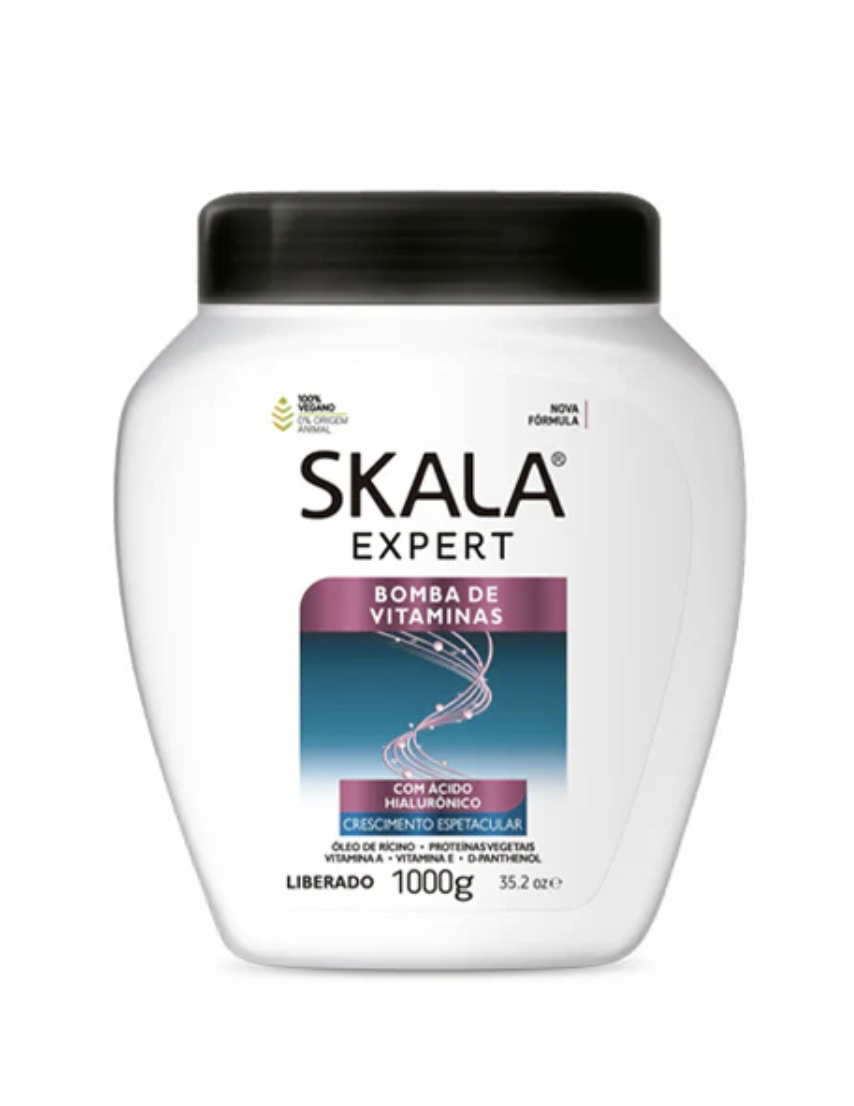 100%
VEGANO
0% ORIGEM
ANIMAL
NOVA
FÓRMULA
SKALA®
EXPERT
BOMBA DE
VITAMINAS
COM ÁCIDO
HIALURÔNICO
CRESCIMENTO ESPETACULAR
ÓLEO DE RÍCINO • PROTEÍNAS VEGETAIS
VITAMINA A • VITAMINA E • D-PANTHENOL
LIBERADO 1000g 35.2 oz℮